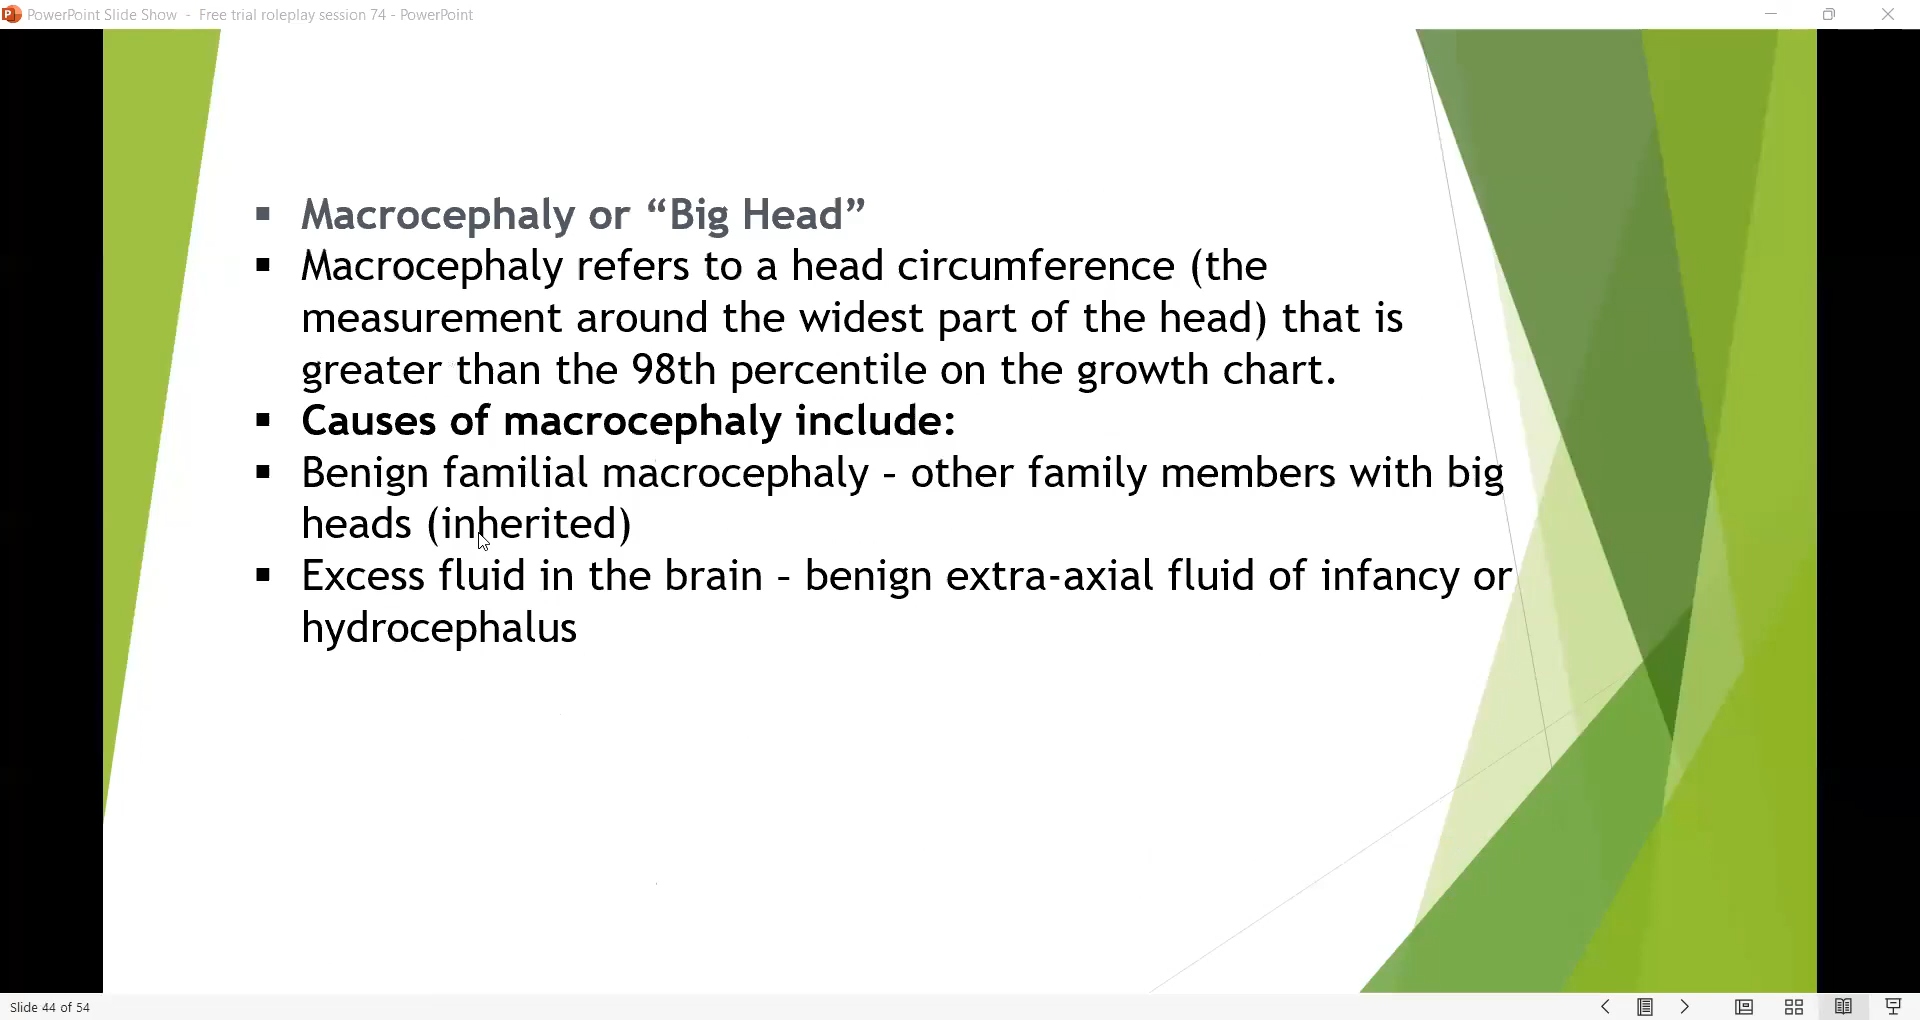 PowerPoint Slide Show - Free trial roleplay session 74 - PowerPoint
▪ Macrocephaly or “Big Head”
▪ Macrocephaly refers to a head circumference (the
measurement around the widest part of the head) that is
greater than the 98th percentile on the growth chart.
▪ Causes of macrocephaly include:
▪ Benign familial macrocephaly – other family members with big
heads (inherited)
▪ Excess fluid in the brain – benign extra-axial fluid of infancy or
hydrocephalus
Slide 44 of 54